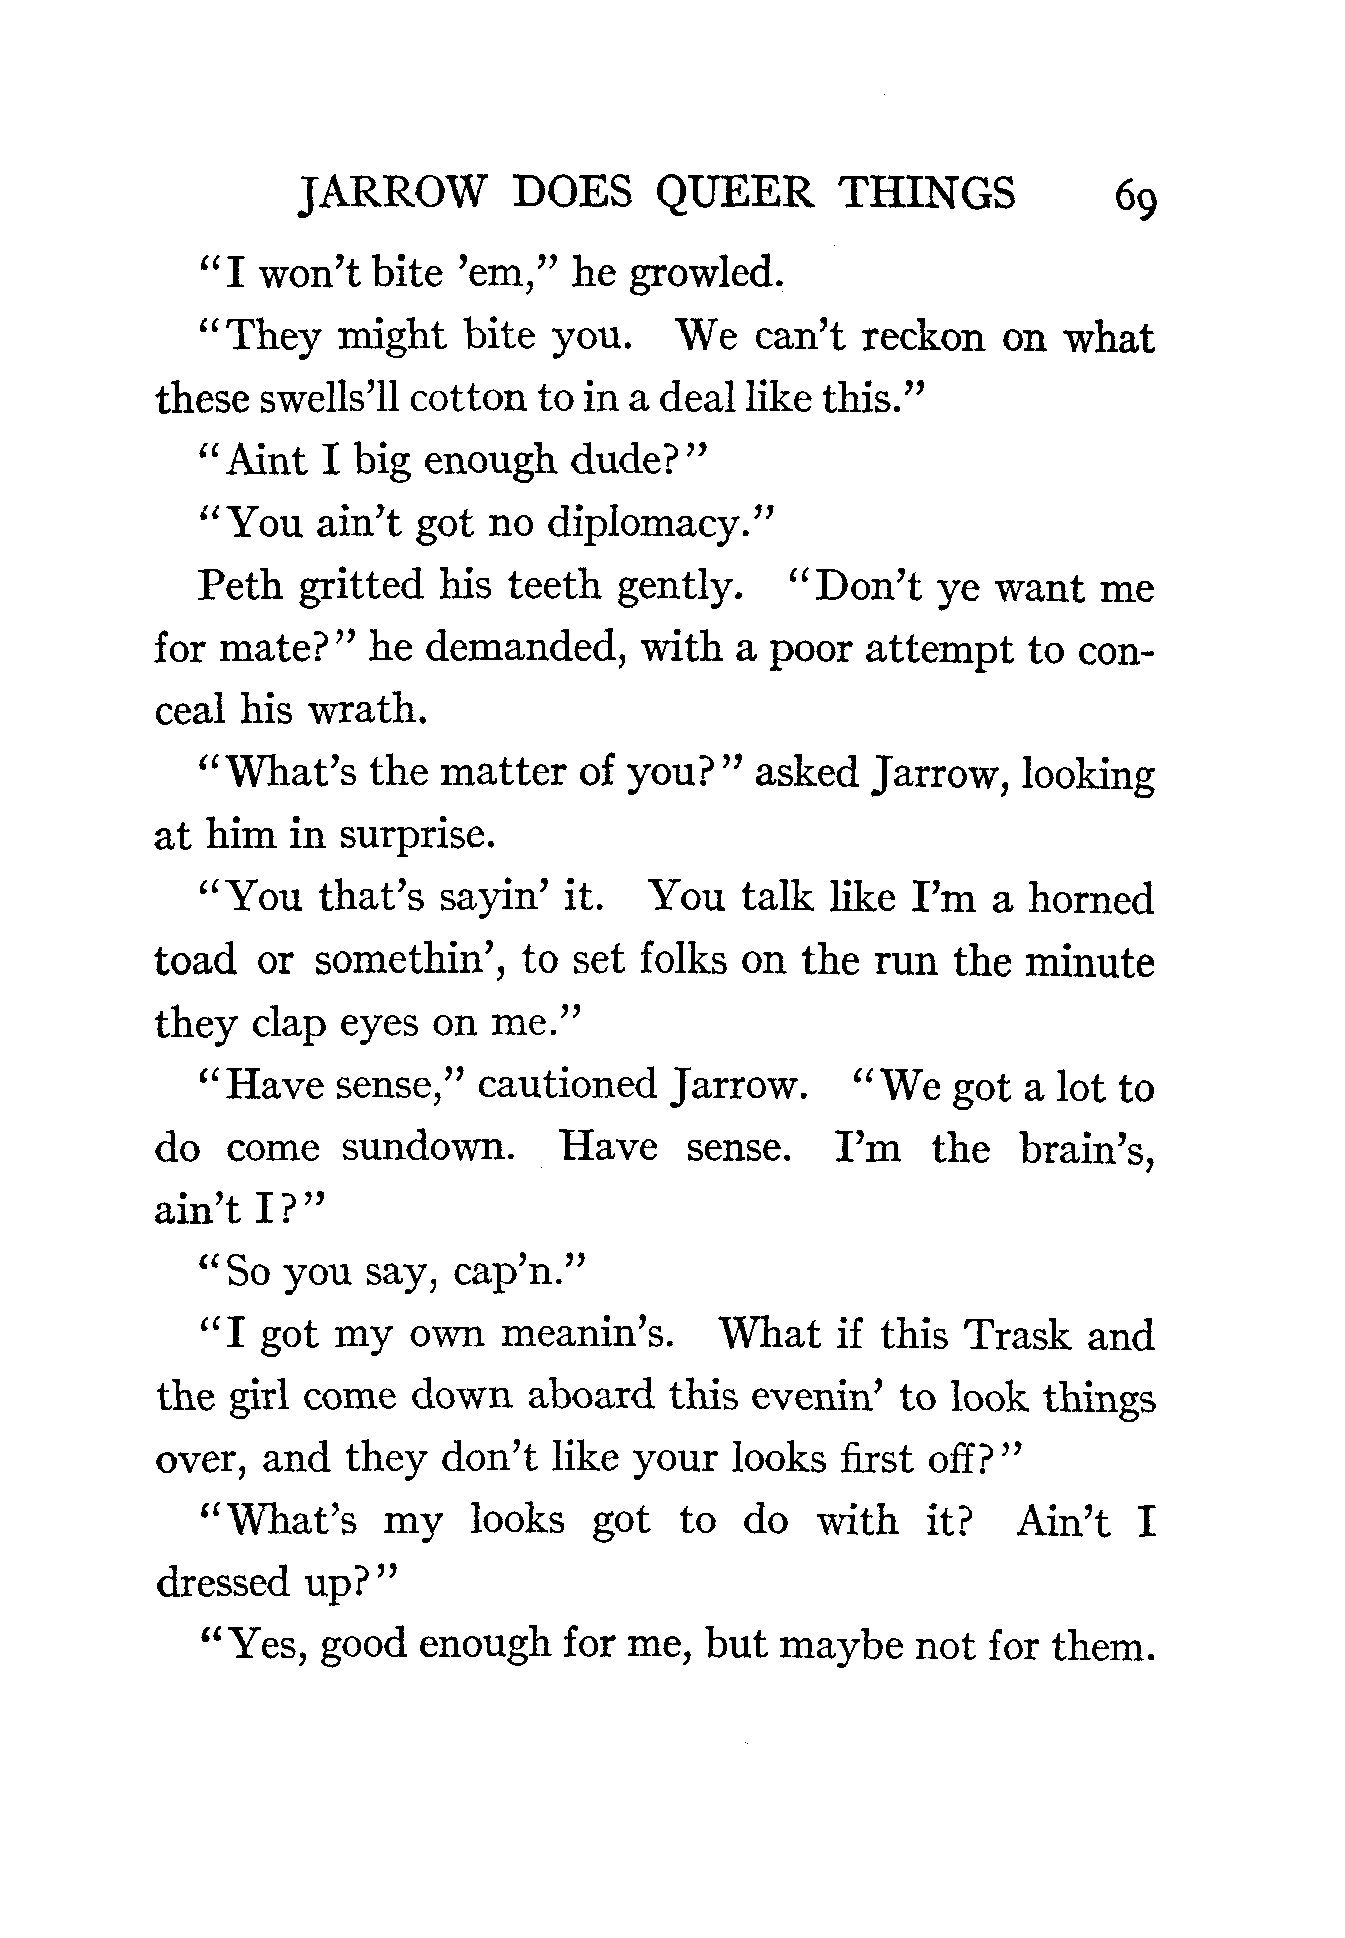 JARROW DOES QUEER THINGS 69
“I won’t bite ’em,” he growled.
“They might bite you. We can’t reckon on what
these swells’ll cotton to in a deal like this.”
“Aint I big enough dude?”
“You ain’t got no diplomacy.”
Peth gritted his teeth gently. “Don’t ye want me
for mate?” he demanded, with a poor attempt to con-
ceal his wrath.
“What’s the matter of you?” asked Jarrow, looking
at him in surprise.
“You that’s sayin’ it. You talk like I’m a horned
toad or somethin’, to set folks on the run the minute
they clap eyes on me.”
“Have sense,” cautioned Jarrow. “We got a lot to
do come sundown. Have sense. I’m the brain’s,
ain’t I?”
“So you say, cap’n.”
“I got my own meanin’s. What if this Trask and
the girl come down aboard this evenin’ to look things
over, and they don’t like your looks first off?”
“What’s my looks got to do with it? Ain’t I
dressed up?”
“Yes, good enough for me, but maybe not for them.